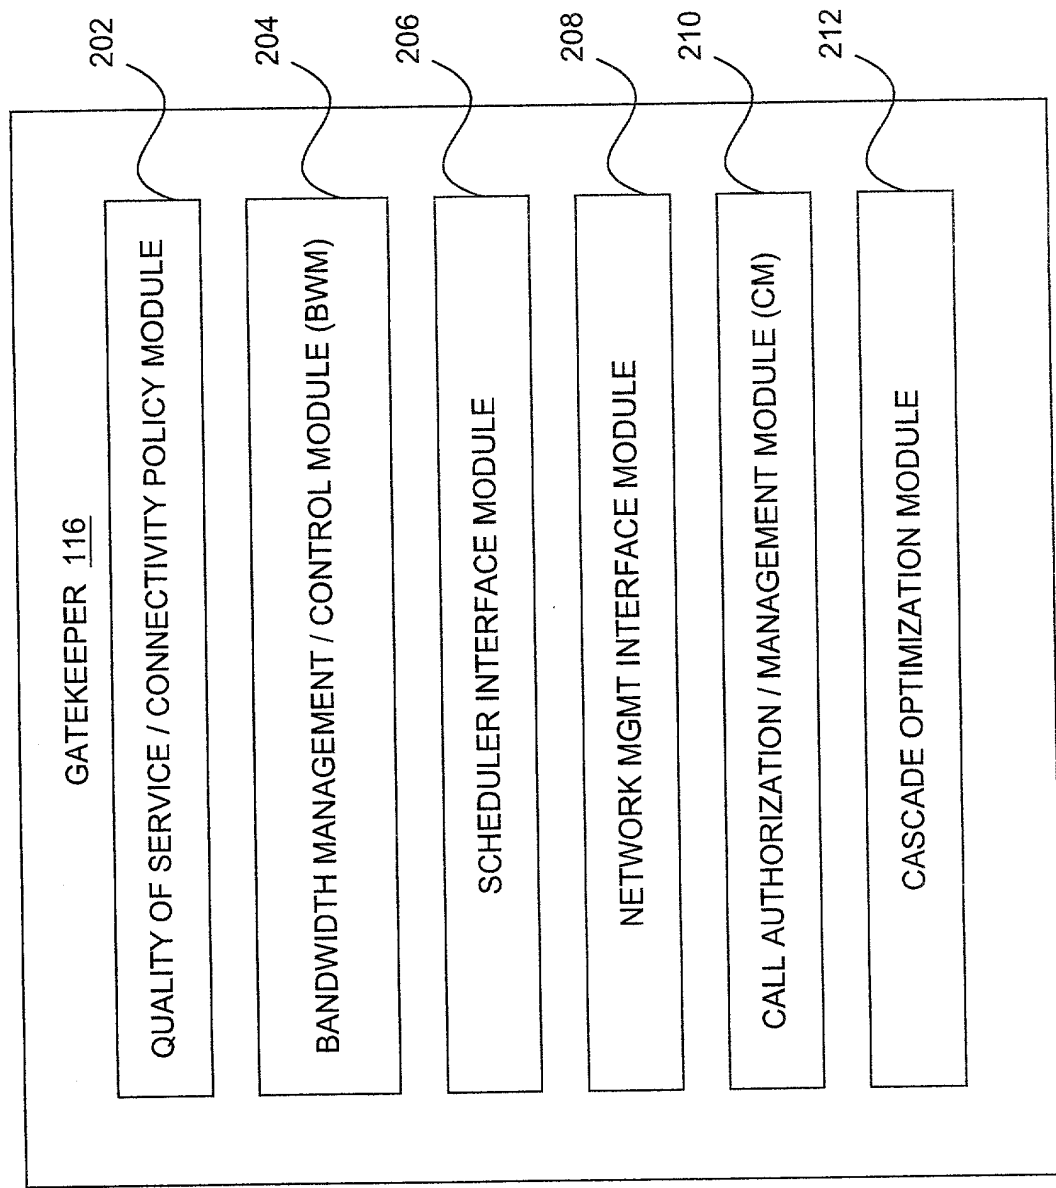 GATEKEEPER 116
QUALITY OF SERVICE / CONNECTIVITY POLICY MODULE
202
BANDWIDTH MANAGEMENT / CONTROL MODULE (BWM)
204
SCHEDULER INTERFACE MODULE
206
NETWORK MGMT INTERFACE MODULE
208
CALL AUTHORIZATION / MANAGEMENT MODULE (CM)
210
CASCADE OPTIMIZATION MODULE
212